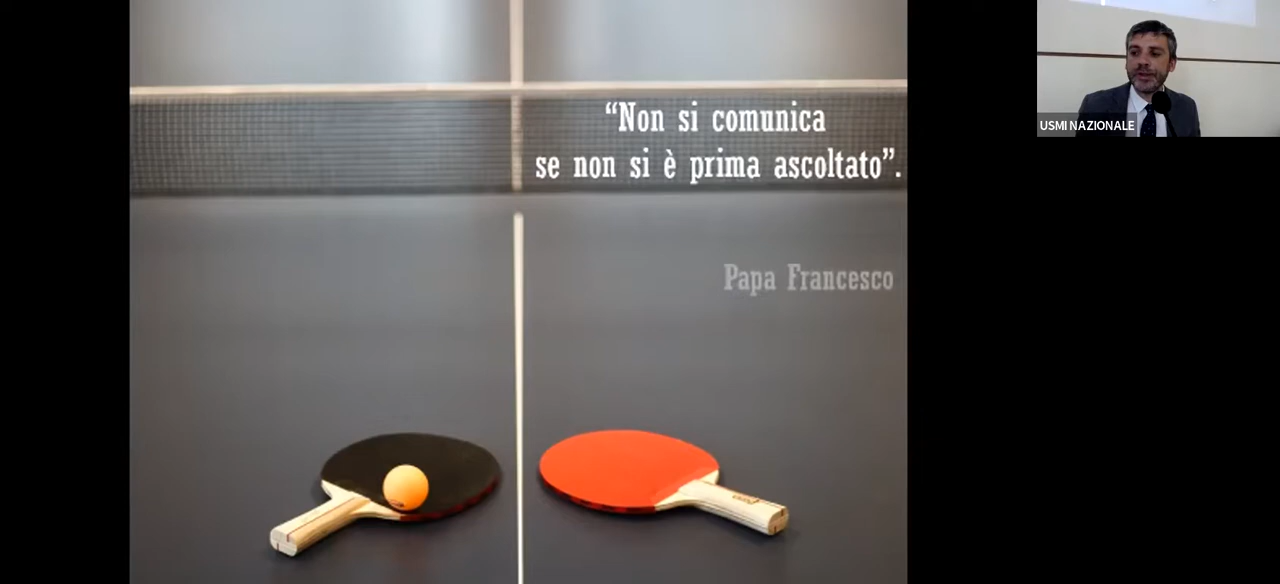 “Non si comunica
se non si è prima ascoltato”.
Papa Francesco
USMI NAZIONALE